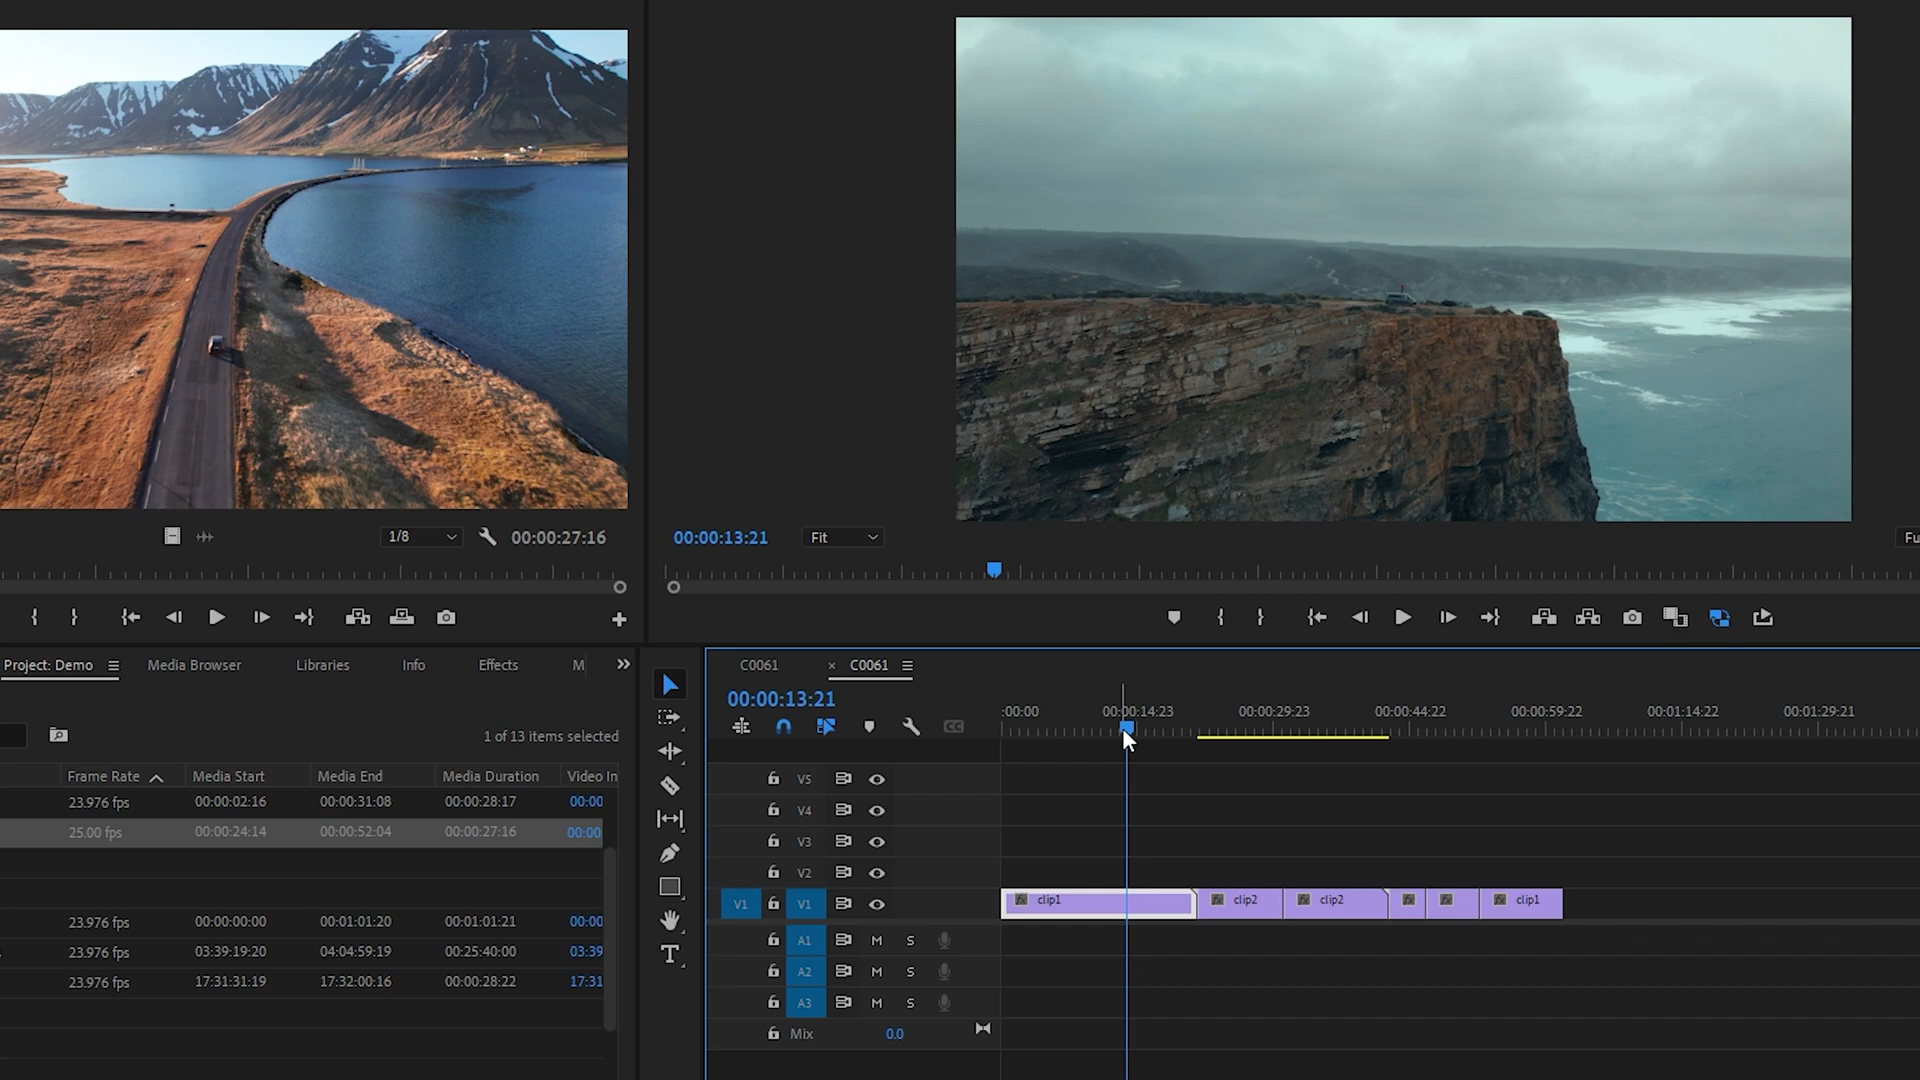 1/8
00:00:27:16
00:00:13:21
Fit
Fu
Project: Demo
Media Browser
Libraries
Info
Effects
M
1 of 13 items selected
Frame Rate
Media Start
Media End
Media Duration
Video In
23.976 fps
00:00:02:16
00:00:31:08
00:00:28:17
00:00
25.00 fps
00:00:24:14
00:00:52:04
00:00:27:16
00:00
23.976 fps
00:00:00:00
00:01:01:20
00:01:01:21
00:00
23.976 fps
03:39:19:20
04:04:59:19
00:25:40:00
03:39
23.976 fps
17:31:31:19
17:32:00:16
00:00:28:22
17:31
T
C0061
× C0061
00:00:13:21
CC
:00:00
00:00:14:23
00:00:29:23
00:00:44:22
00:00:59:22
00:01:14:22
00:01:29:21
V5
V4
V3
V2
V1 V1
fx clip1
fx clip2
fx clip2
fx
fx
fx clip1
A1 M S
A2 M S
A3 M S
Mix 0.0